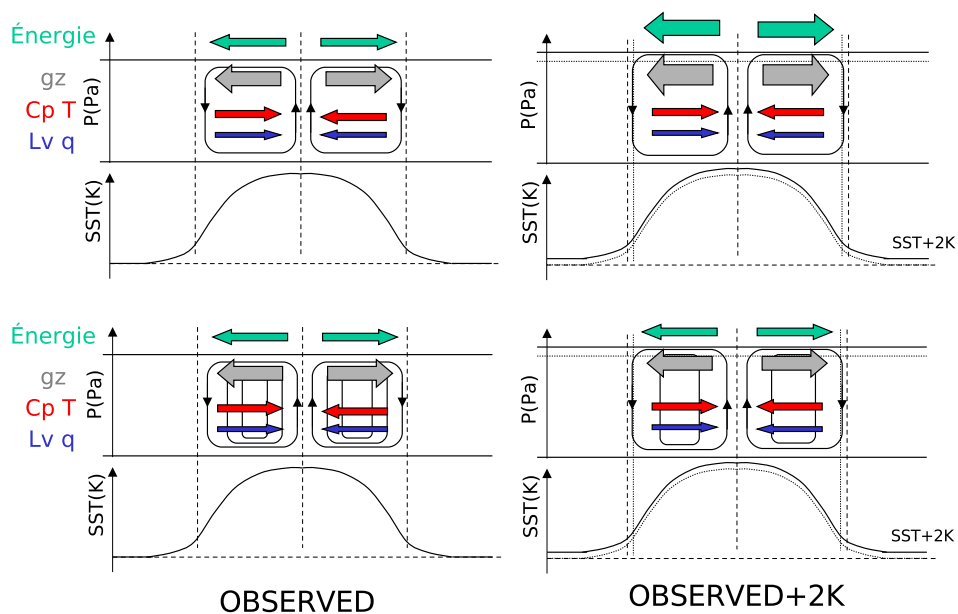 Énergie
gz
Cp T
Lv q
P(Pa)
SST(K)
P(Pa)
SST(K)
SST+2K
Énergie
gz
Cp T
Lv q
P(Pa)
SST(K)
P(Pa)
SST(K)
SST+2K
OBSERVED
OBSERVED+2K